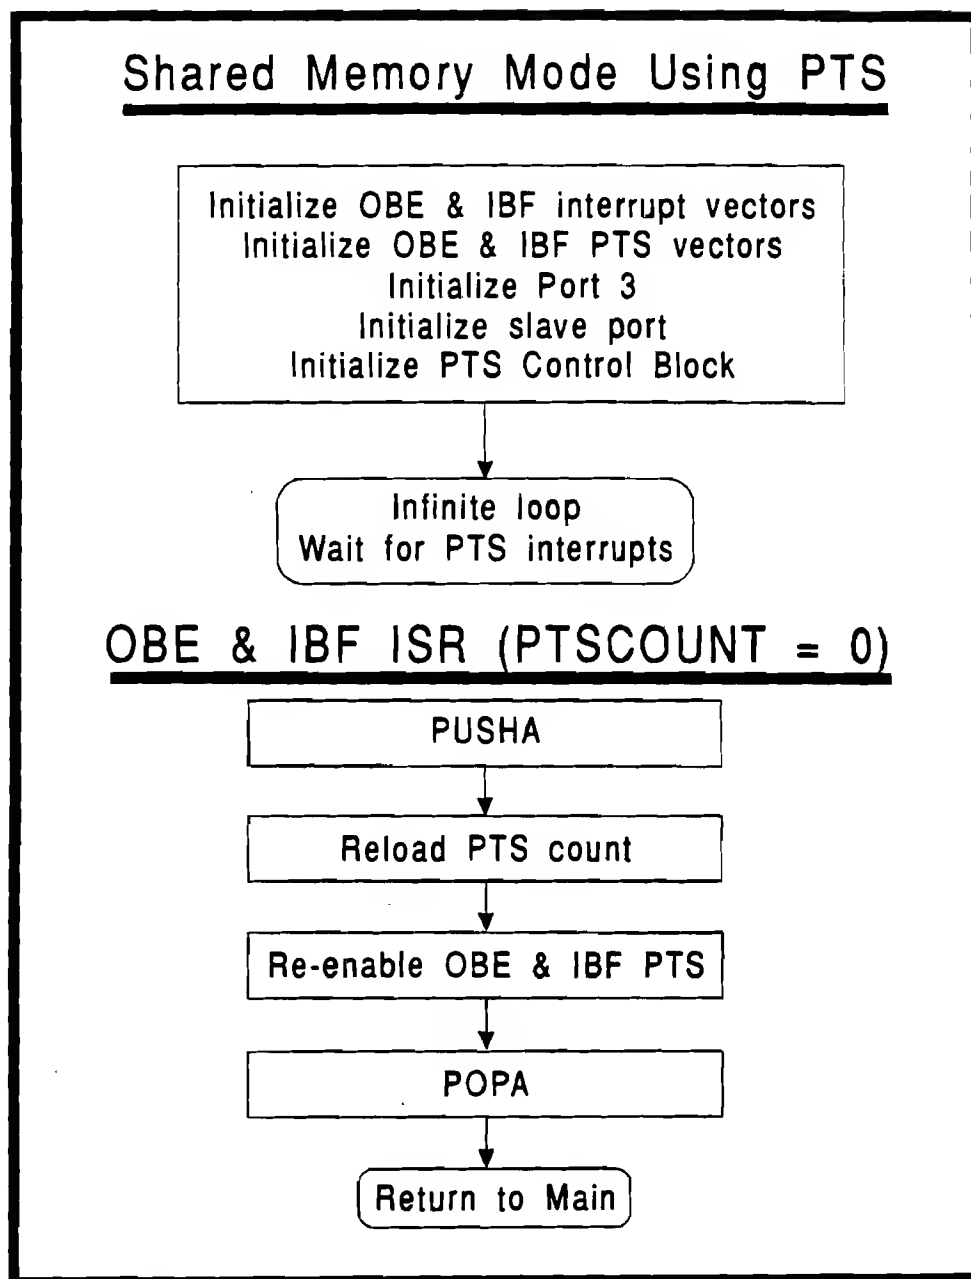 Shared Memory Mode Using PTS
Initialize OBE & IBF interrupt vectors
Initialize OBE & IBF PTS vectors
Initialize Port 3
Initialize slave port
Initialize PTS Control Block
Infinite loop
Wait for PTS interrupts
OBE & IBF ISR (PTSCOUNT = 0)
PUSHA
Reload PTS count
Re-enable OBE & IBF PTS
POPA
Return to Main